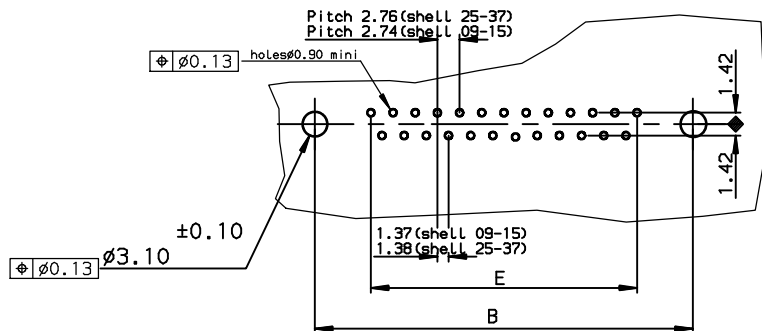 Pitch 2.76(shell 25-37)
Pitch 2.74(shell 09-15)
⌖ ø0.13
holesø0.90 mini
1.42
1.42
±0.10
ø3.10
⌖ ø0.13
1.37(shell 09-15)
1.38(shell 25-37)
E
B